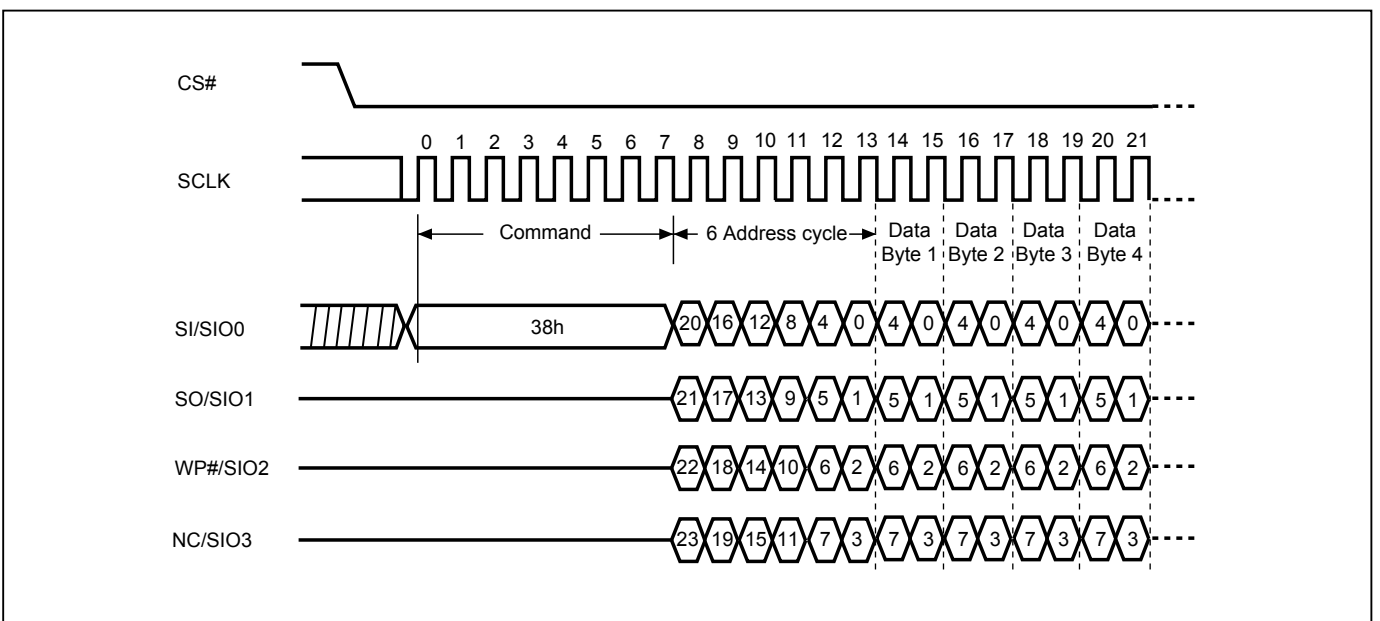 CS#
0 1 2 3 4 5 6 7 8 9 10 11 12 13 14 15 16 17 18 19 20 21
SCLK
Command 6 Address cycle Data Data Data Data
Byte 1 Byte 2 Byte 3 Byte 4
SI/SIO0 38h 20 16 12 8 4 0 4 0 4 0 4 0 4 0
SO/SIO1 21 17 13 9 5 1 5 1 5 1 5 1 5 1
WP#/SIO2 22 18 14 10 6 2 6 2 6 2 6 2 6 2
NC/SIO3 23 19 15 11 7 3 7 3 7 3 7 3 7 3